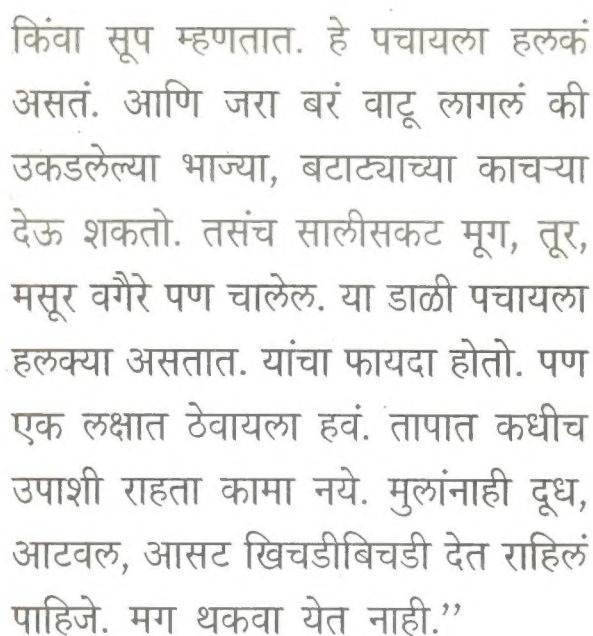 किंवा सूप म्हणतात. हे पचायला हलकं
असतं. आणि जरा बरं वाटू लागलं की
उकडलेल्या भाज्या, बटाट्याच्या काचऱ्या
देऊ शकतो. तसंच सालीसकट मूग, तूर,
मसूर वगैरे पण चालेल. या डाळी पचायला
हलक्या असतात. यांचा फायदा होतो. पण
एक लक्षात ठेवायला हवं. तापात कधीच
उपाशी राहता कामा नये. मुलांनाही दूध,
आटवल, आसट खिचडीबिचडी देत राहिलं
पाहिजे. मग थकवा येत नाही.’’